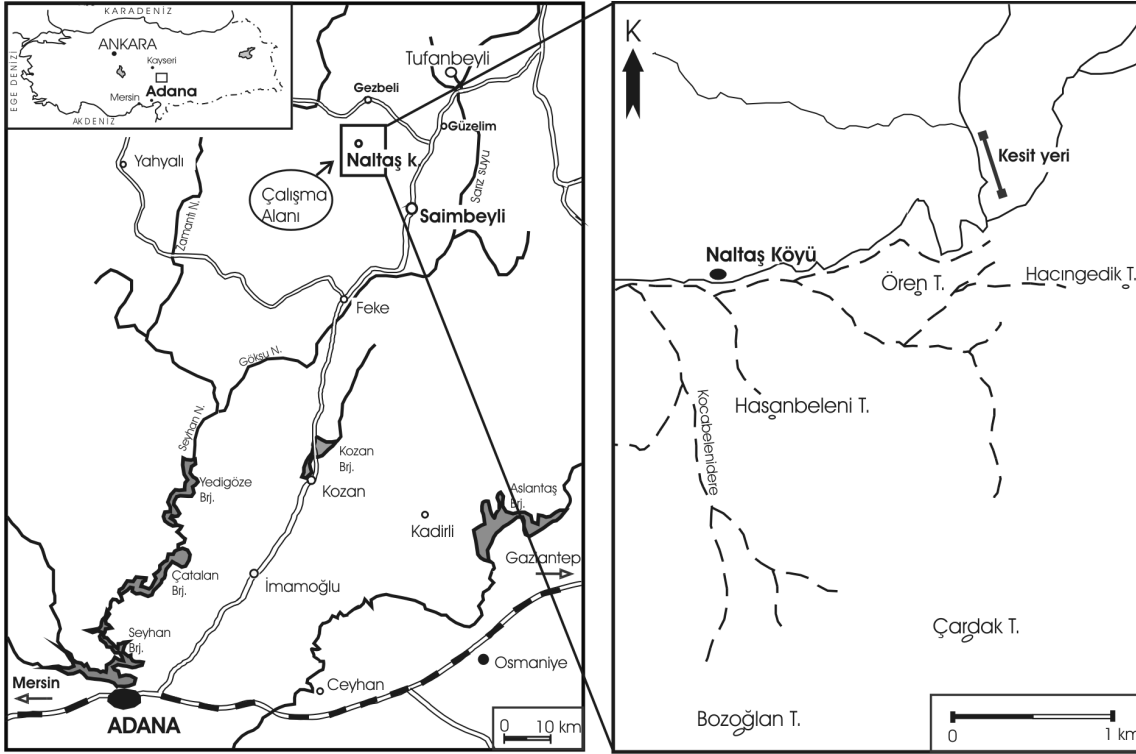 KARADENİZ
EGE DENİZİ
ANKARA
Kayseri
Adana
Mersin
AKDENİZ
Tufanbeyli
Gezbeli
Güzelim
Naltaş k.
Yahyalı
Çalışma
Alanı
Sarız suyu
Saimbeyli
Zamantı N.
Feke
Göksu N.
Seyhan N.
Kozan
Brj.
Yedigöze
Brj.
Kozan
Aslantaş
Brj.
Kadirli
Gaziantep
Çatalan
Brj.
İmamoğlu
Seyhan
Brj.
Osmaniye
Mersin
Ceyhan
ADANA
0 10 km
K
Kesit yeri
Naltaş Köyü
Ören T.
Hacıngedik T.
Hasanbeleni T.
Kocabelenidere
Çardak T.
Bozoğlan T.
0 1 km